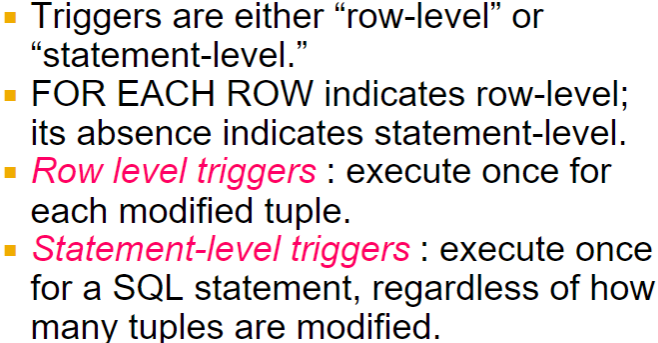 ▪ Triggers are either “row-level” or
“statement-level.”
▪ FOR EACH ROW indicates row-level;
its absence indicates statement-level.
▪ Row level triggers : execute once for
each modified tuple.
▪ Statement-level triggers : execute once
for a SQL statement, regardless of how
many tuples are modified.